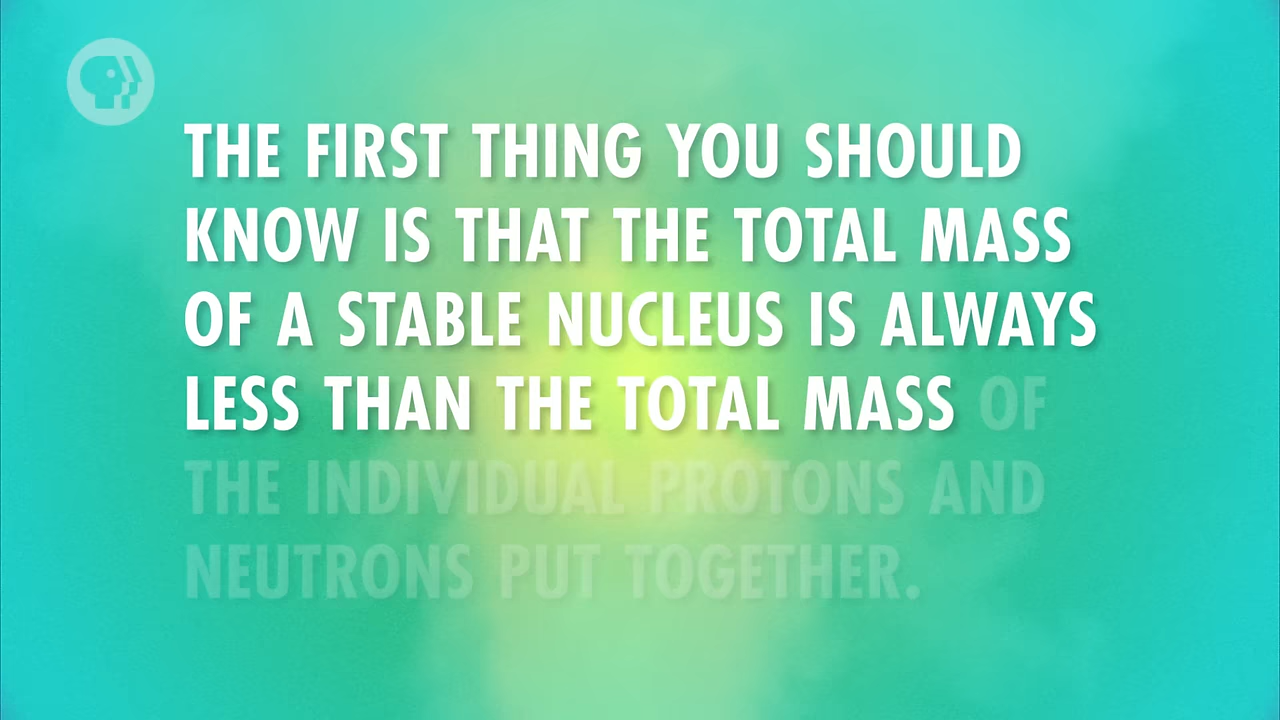 THE FIRST THING YOU SHOULD
KNOW IS THAT THE TOTAL MASS
OF A STABLE NUCLEUS IS ALWAYS
LESS THAN THE TOTAL MASS OF
THE INDIVIDUAL PROTONS AND
NEUTRONS PUT TOGETHER.